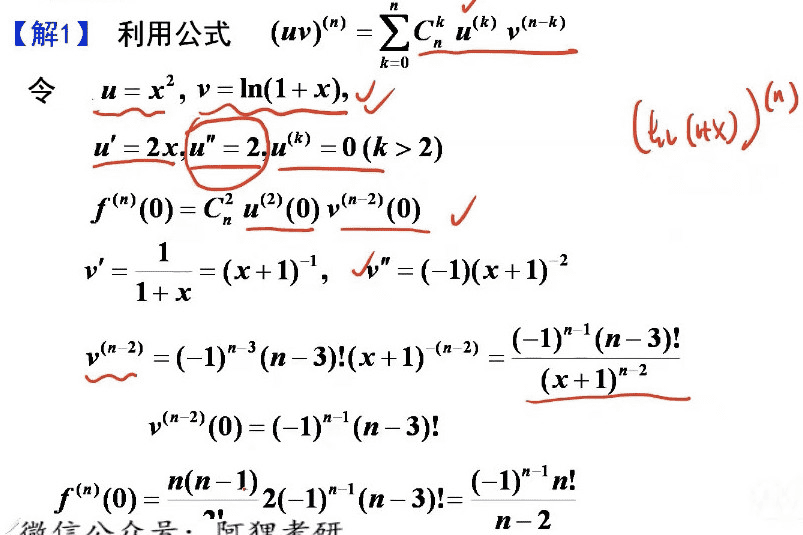 【解1】 利用公式 (uv)^{(n)} = \sum_{k=0}^{n} C_n^k u^{(k)} v^{(n-k)}
令 u = x^2, v = ln(1 + x),
(ln(1+x))^{(n)}
u' = 2x, u'' = 2, u^{(k)} = 0 (k > 2)
f^{(n)}(0) = C_n^2 u^{(2)}(0) v^{(n-2)}(0)
v' = \frac{1}{1+x} = (x+1)^{-1}, v'' = (-1)(x+1)^{-2}
v^{(n-2)} = (-1)^{n-3}(n-3)!(x+1)^{-(n-2)} = \frac{(-1)^{n-1}(n-3)!}{(x+1)^{n-2}}
v^{(n-2)}(0) = (-1)^{n-1}(n-3)!
f^{(n)}(0) = \frac{n(n-1)}{2!} 2(-1)^{n-1}(n-3)! = \frac{(-1)^{n-1} n!}{n-2}
微信公众号：阿狸考研